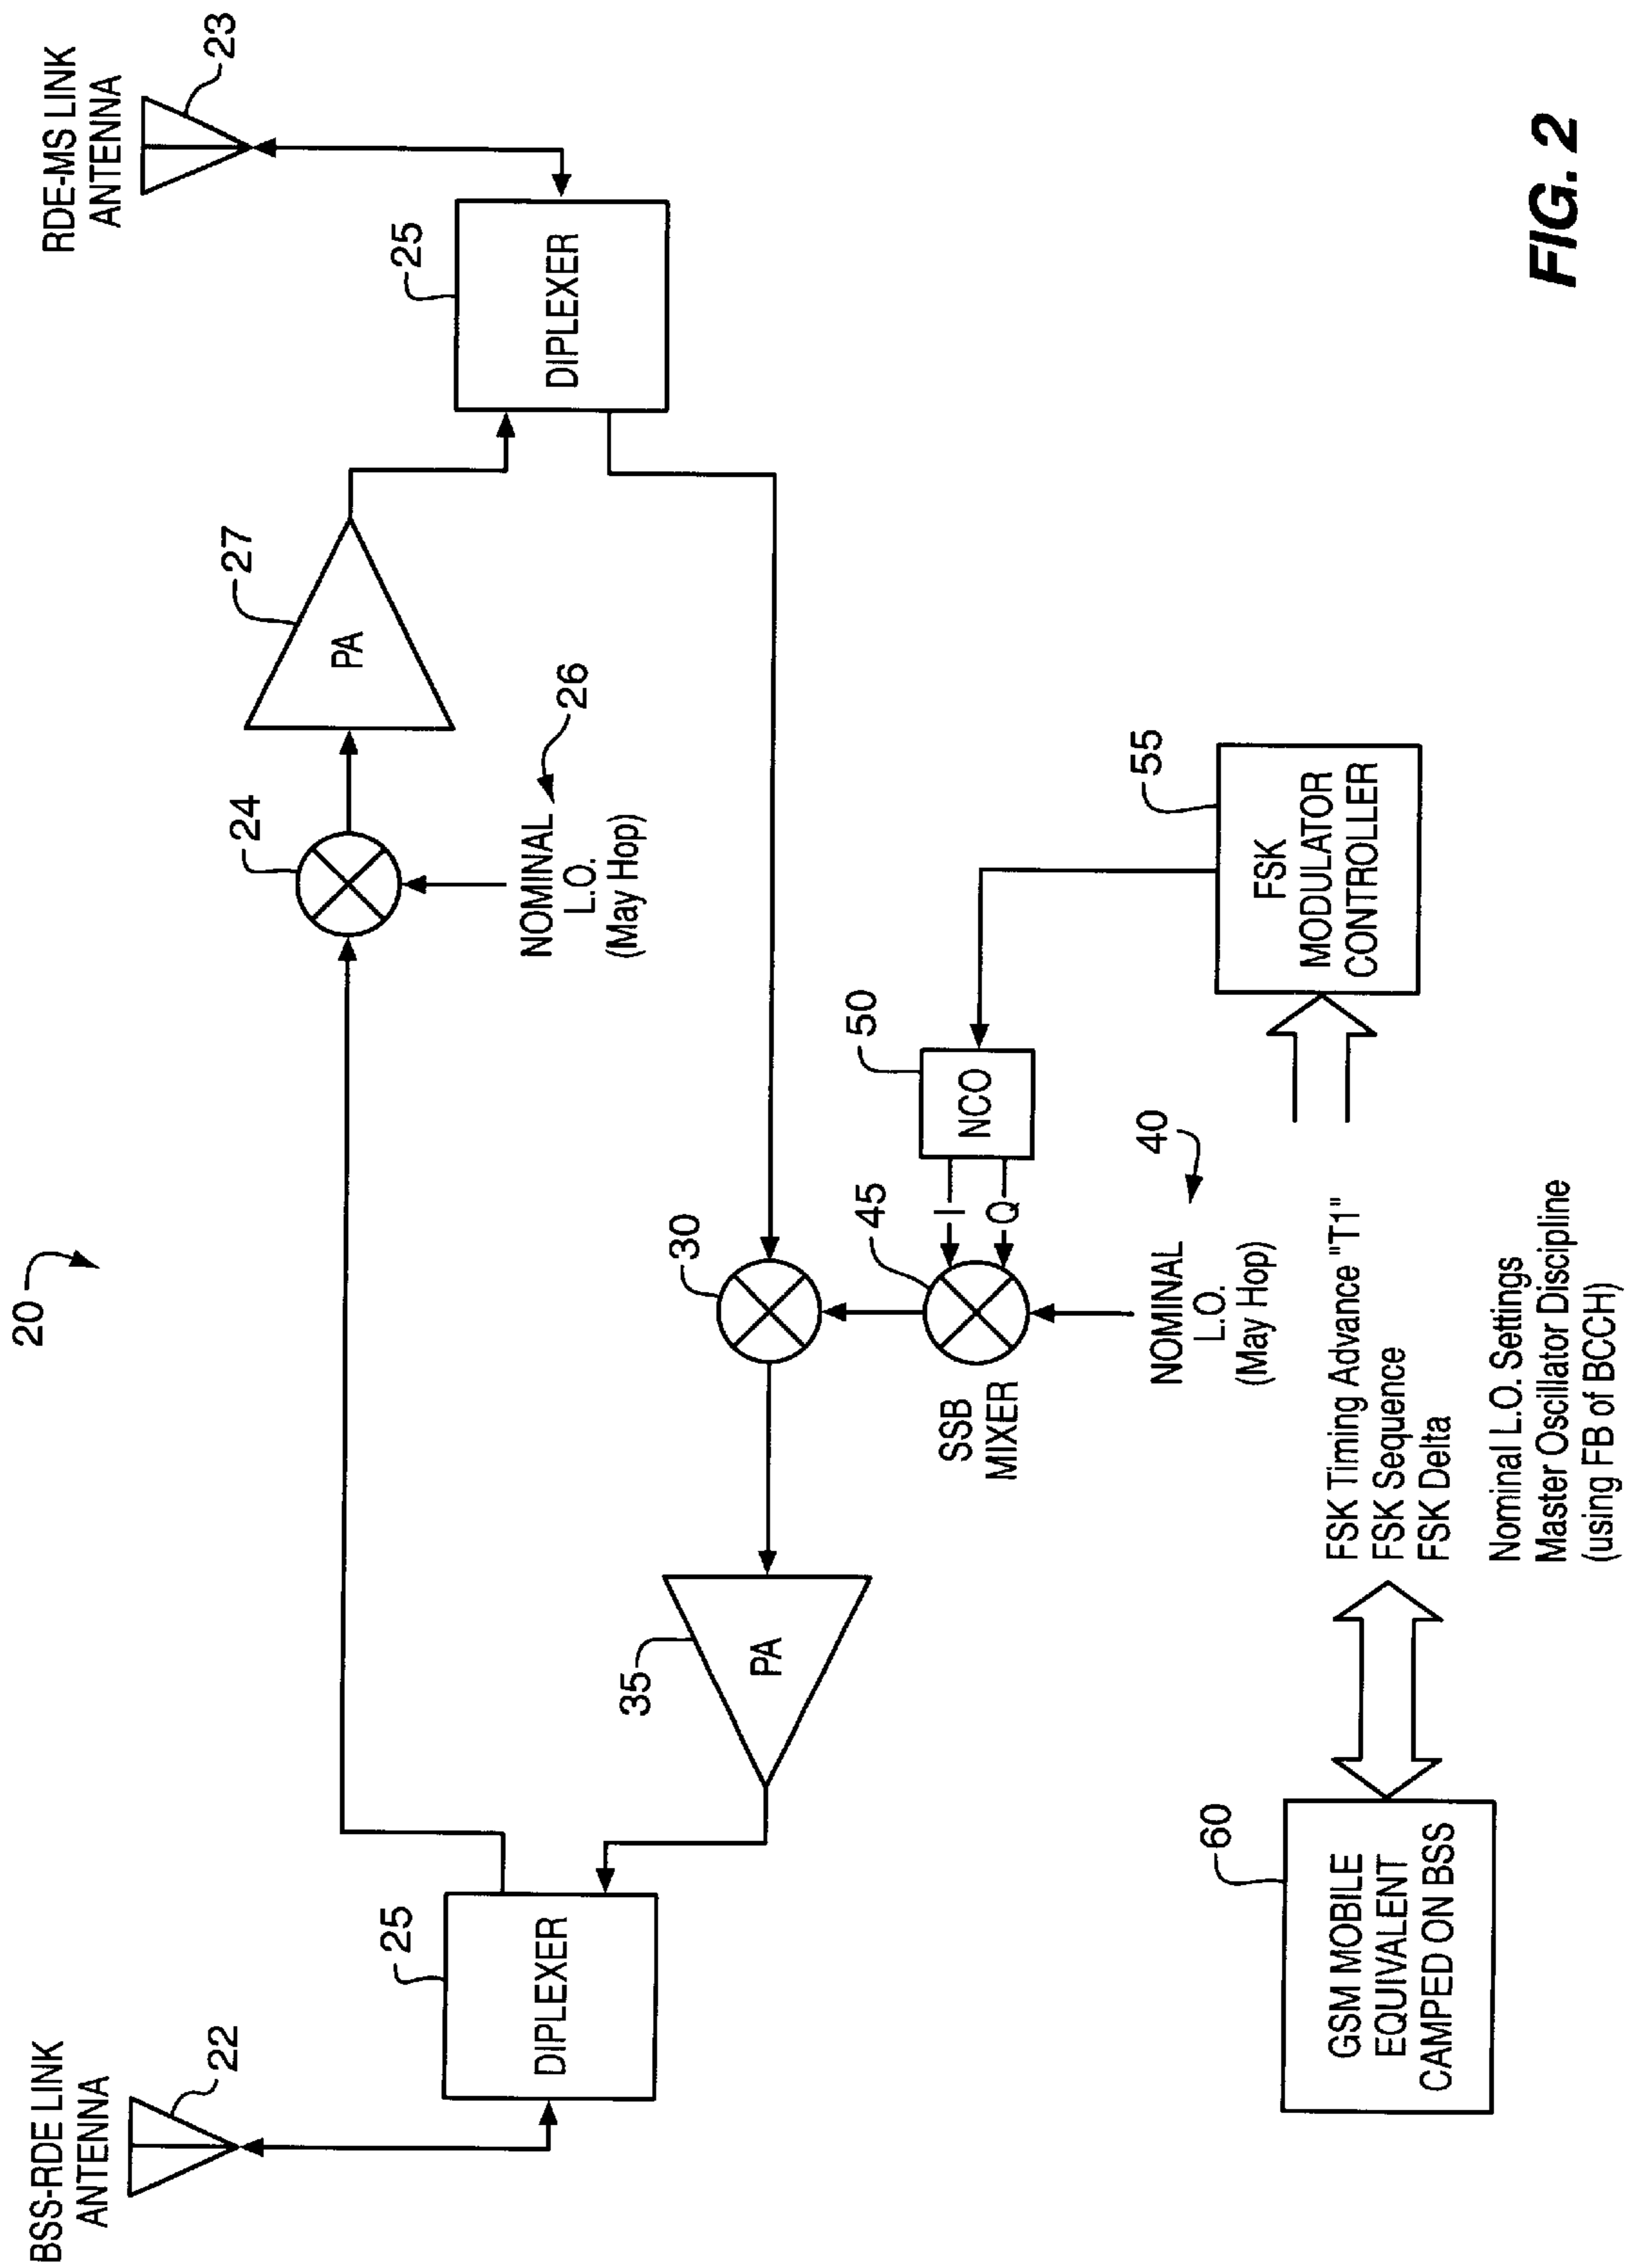 20
BSS-RDE LINK
ANTENNA
22
RDE-MS LINK
ANTENNA
23
24
27
PA
25
DIPLEXER
25
DIPLEXER
NOMINAL
L.O.
(May Hop)
26
30
35
PA
45
SSB
MIXER
I
Q
50
NCO
NOMINAL
L.O.
(May Hop)
40
55
FSK
MODULATOR
CONTROLLER
60
GSM MOBILE
EQUIVALENT
CAMPED ON BSS
FSK Timing Advance "T1"
FSK Sequence
FSK Delta
Nominal L.O. Settings
Master Oscillator Discipline
(using FB of BCCH)
FIG. 2